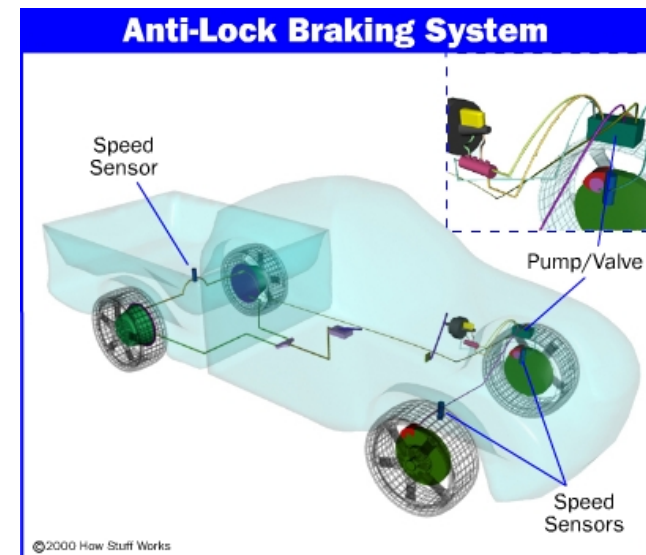 Anti-Lock Braking System
Speed
Sensor
Pump/Valve
Speed
Sensors
©2000 How Stuff Works